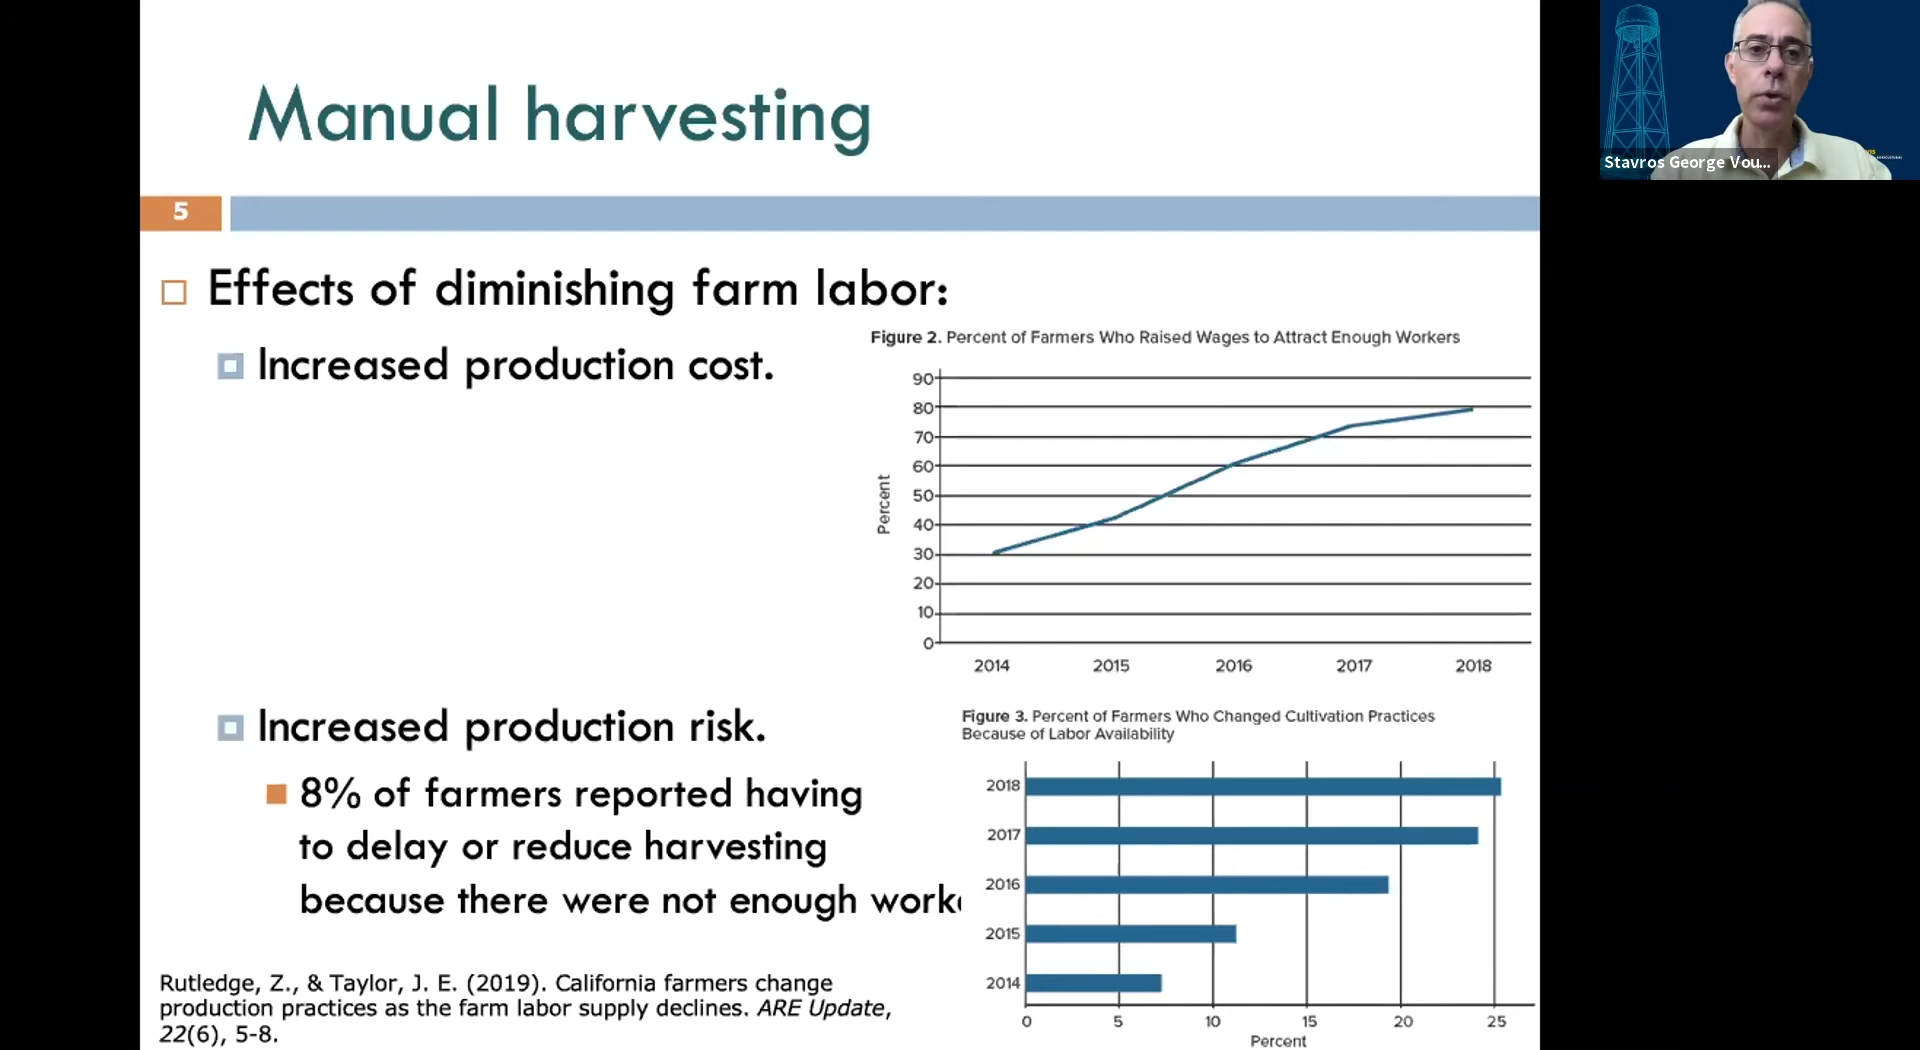 Manual harvesting
5
Effects of diminishing farm labor:
Increased production cost.
Figure 2. Percent of Farmers Who Raised Wages to Attract Enough Workers
90
80
70
60
50
40
30
20
10
0
Percent
2014 2015 2016 2017 2018
Increased production risk.
8% of farmers reported having
to delay or reduce harvesting
because there were not enough work
Figure 3. Percent of Farmers Who Changed Cultivation Practices
Because of Labor Availability
2018
2017
2016
2015
2014
0 5 10 15 20 25
Percent
Rutledge, Z., & Taylor, J. E. (2019). California farmers change
production practices as the farm labor supply declines. ARE Update,
22(6), 5-8.
Stavros George Vou...